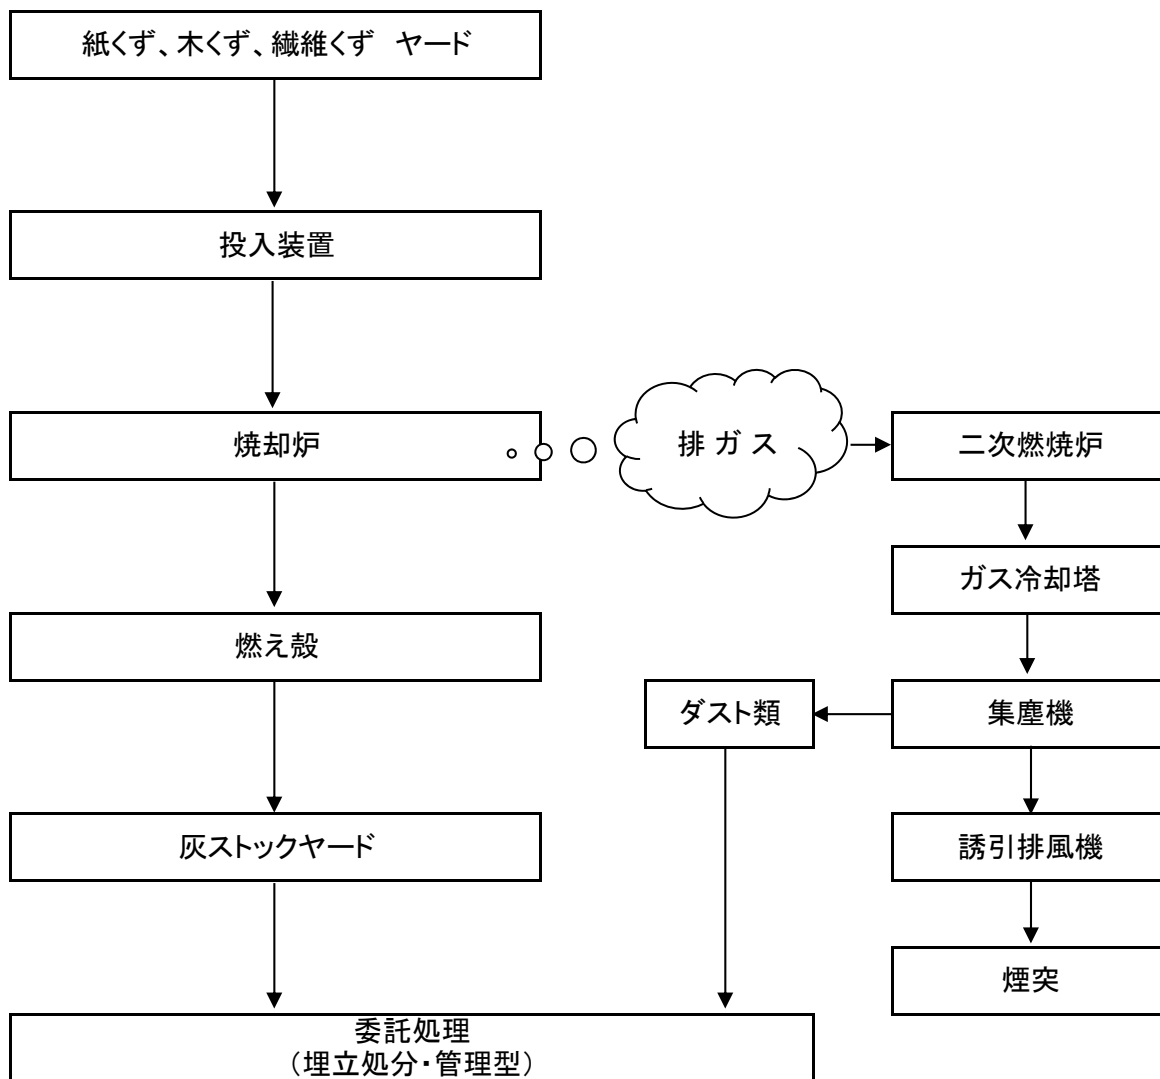 紙くず、木くず、繊維くず　ヤード
投入装置
焼却炉
排 ガ ス
二次燃焼炉
ガス冷却塔
燃え殻
ダスト類
集塵機
灰ストックヤード
誘引排風機
煙突
委託処理
（埋立処分・管理型）